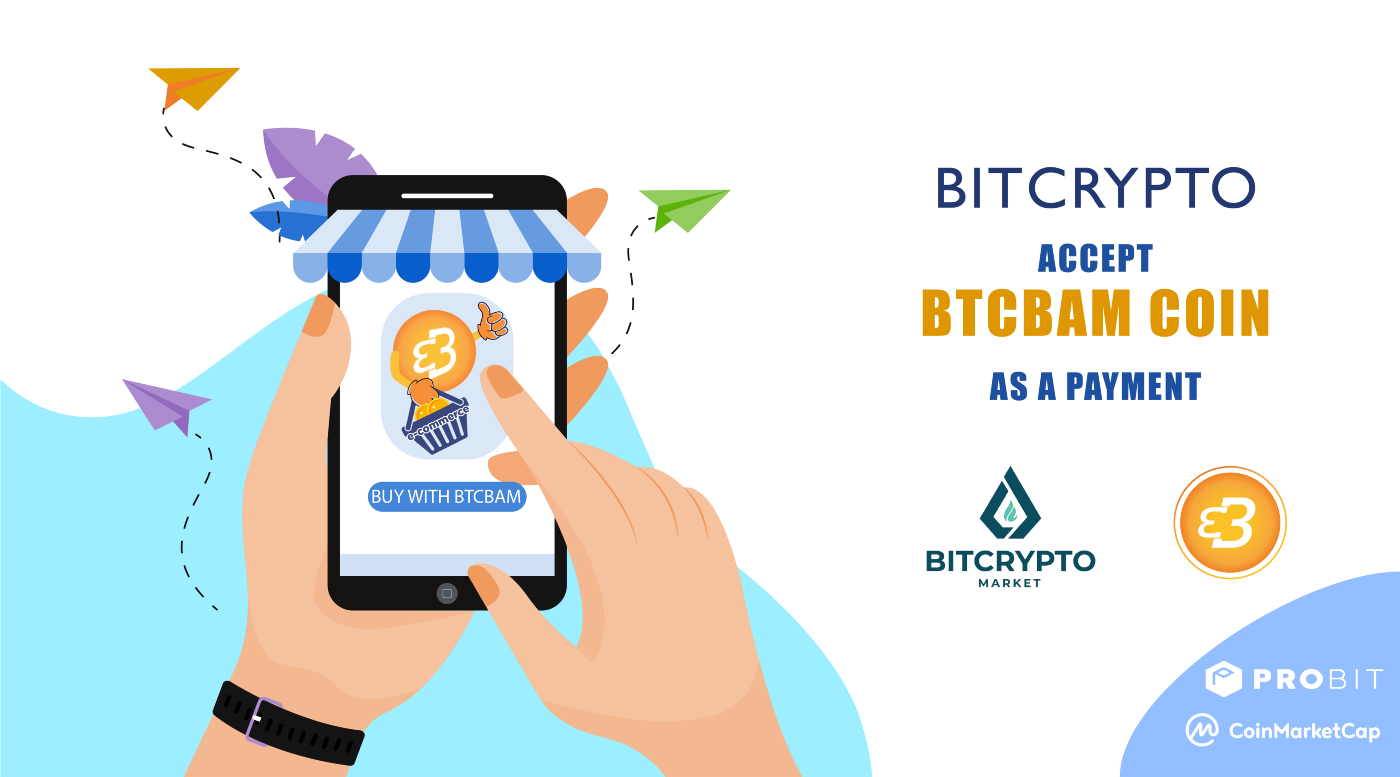 BITCRYPTO
ACCEPT
BTCBAM COIN
AS A PAYMENT
e-commerce
BUY WITH BTCBAM
BITCRYPTO
MARKET
PROBIT
CoinMarketCap